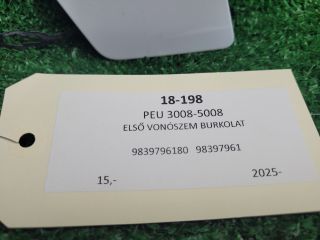 18-198
PEU 3008-5008
ELSŐ VONÓSZEM BURKOLAT
9839796180 98397961
15,- 2025-